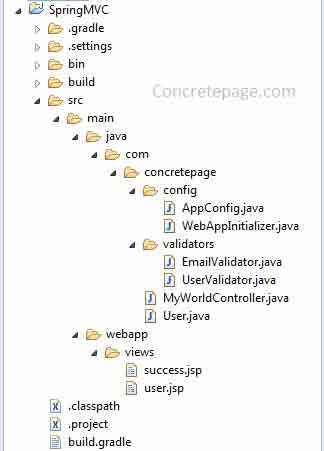 SpringMVC
.gradle
.settings
bin
build
src
Concretepage.com
main
java
com
concretepage
config
AppConfig.java
WebAppInitializer.java
validators
EmailValidator.java
UserValidator.java
MyWorldController.java
User.java
webapp
views
success.jsp
user.jsp
.classpath
.project
build.gradle